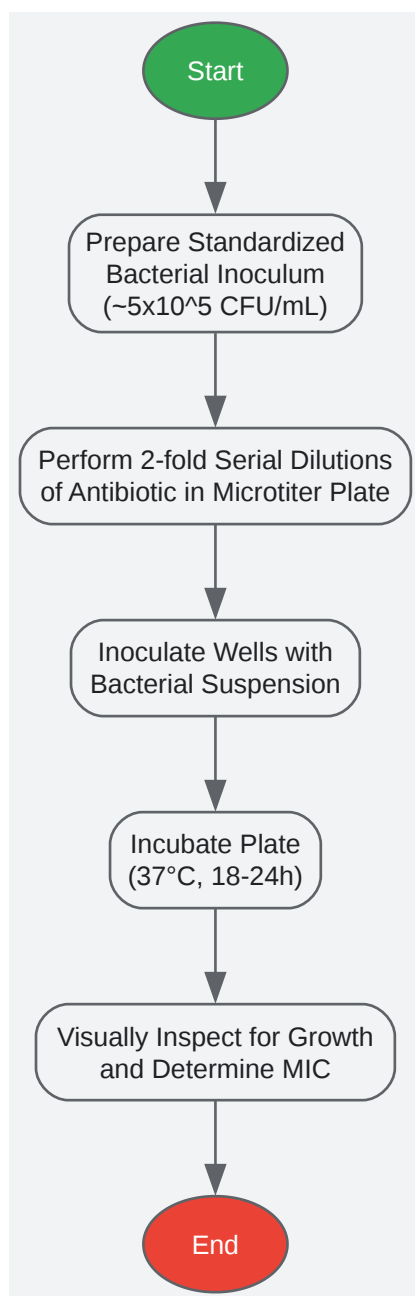 Start
Prepare Standardized
Bacterial Inoculum
(~5x10^5 CFU/mL)
Perform 2-fold Serial Dilutions
of Antibiotic in Microtiter Plate
Inoculate Wells with
Bacterial Suspension
Incubate Plate
(37°C, 18-24h)
Visually Inspect for Growth
and Determine MIC
End